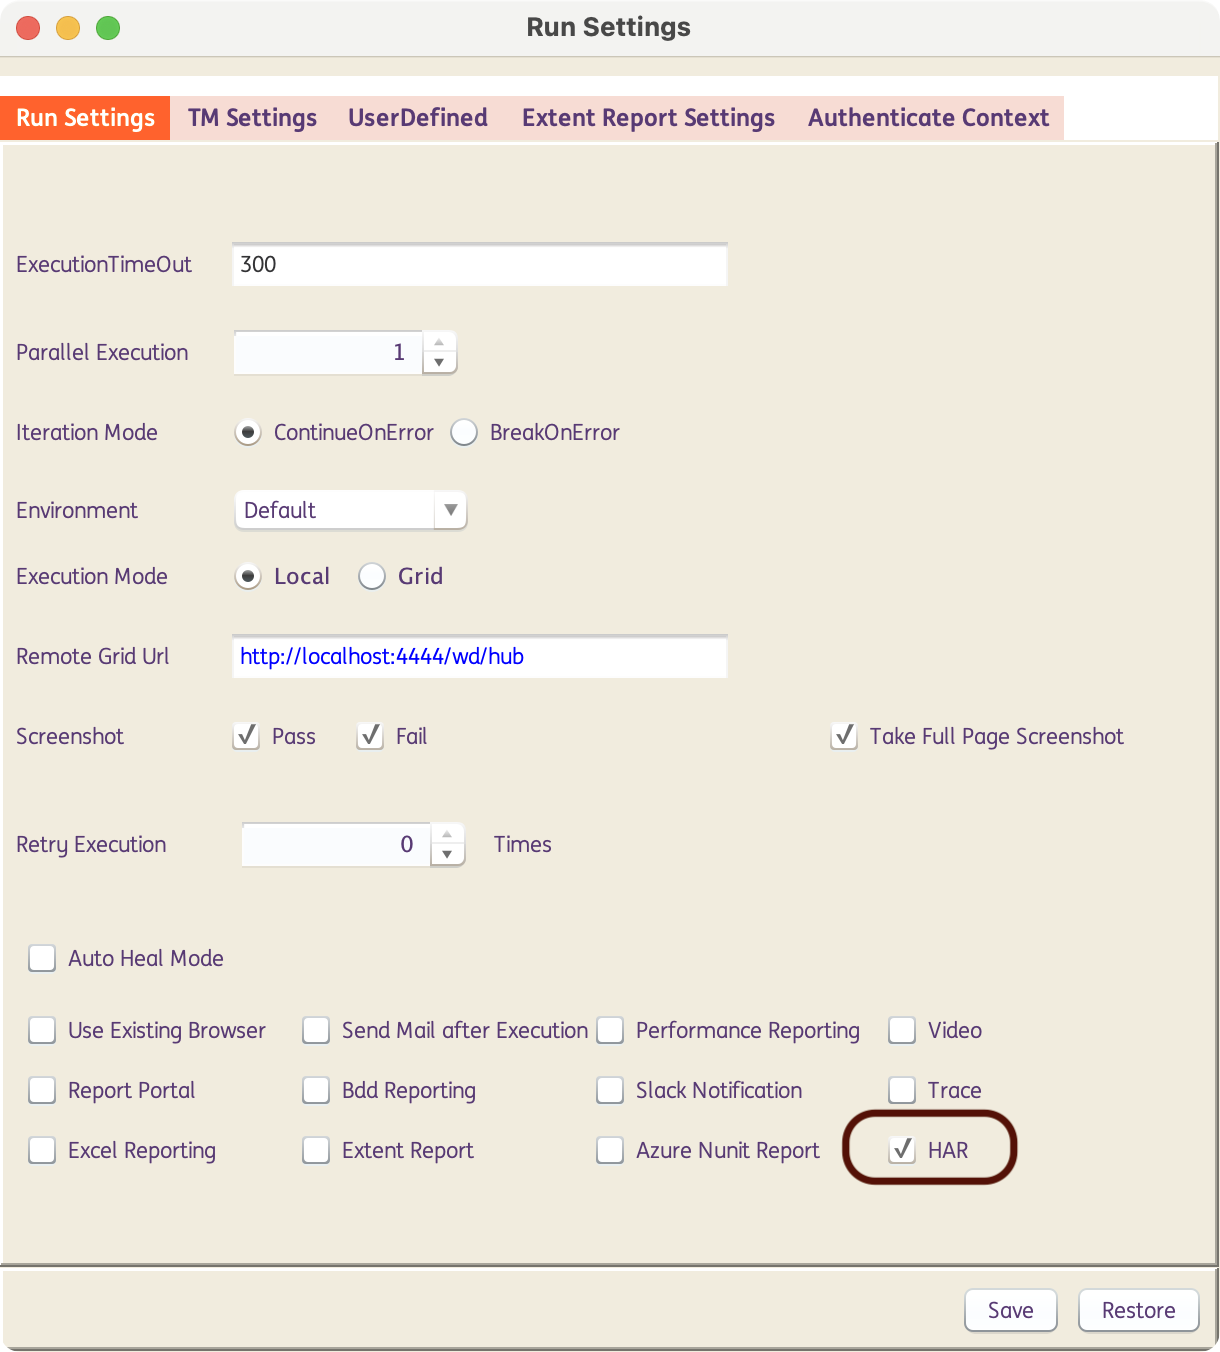 Run Settings
Run Settings TM Settings UserDefined Extent Report Settings Authenticate Context
ExecutionTimeOut 300
Parallel Execution 1
Iteration Mode ContinueOnError BreakOnError
Environment Default
Execution Mode Local Grid
Remote Grid Url http://localhost:4444/wd/hub
Screenshot Pass Fail Take Full Page Screenshot
Retry Execution 0 Times
Auto Heal Mode
Use Existing Browser Send Mail after Execution Performance Reporting Video
Report Portal Bdd Reporting Slack Notification Trace
Excel Reporting Extent Report Azure Nunit Report HAR
Save Restore